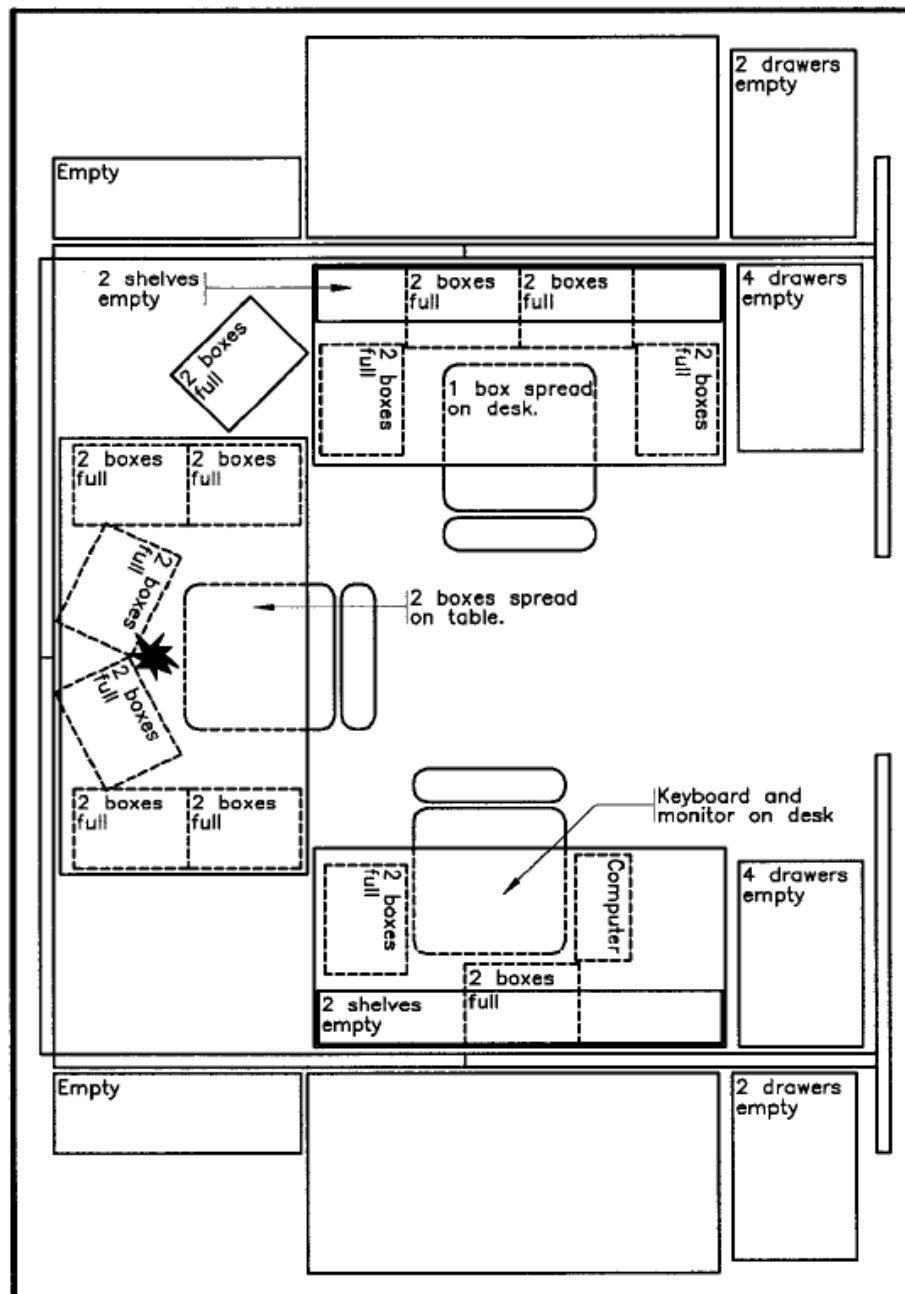 2 drawers
empty
Empty
2 shelves
empty
2 boxes
full
2 boxes
full
4 drawers
empty
2 boxes
full
2 boxes
full
1 box spread
on desk.
2 boxes
full
2 boxes
full
2 boxes
full
2 boxes
full
2 boxes spread
on table.
2 boxes
full
2 boxes
full
2 boxes
full
Keyboard and
monitor on desk
2 boxes
full
Computer
4 drawers
empty
2 boxes
full
2 shelves
empty
Empty
2 drawers
empty